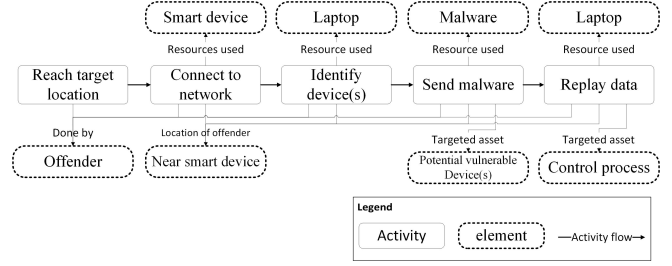 Smart device
Laptop
Malware
Laptop
Resources used
Resource used
Resource used
Resource used
Reach target
location
Connect to
network
Identify
device(s)
Send malware
Replay data
Done by
Location of offender
Targeted asset
Targeted asset
Offender
Near smart device
Potential vulnerable
Device(s)
Control process
Legend
Activity
element
Activity flow